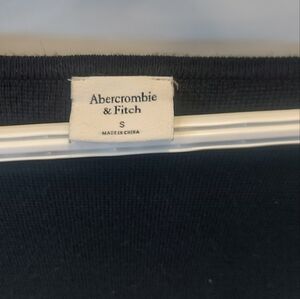 Abercrombie
& Fitch
S
MADE IN CHINA